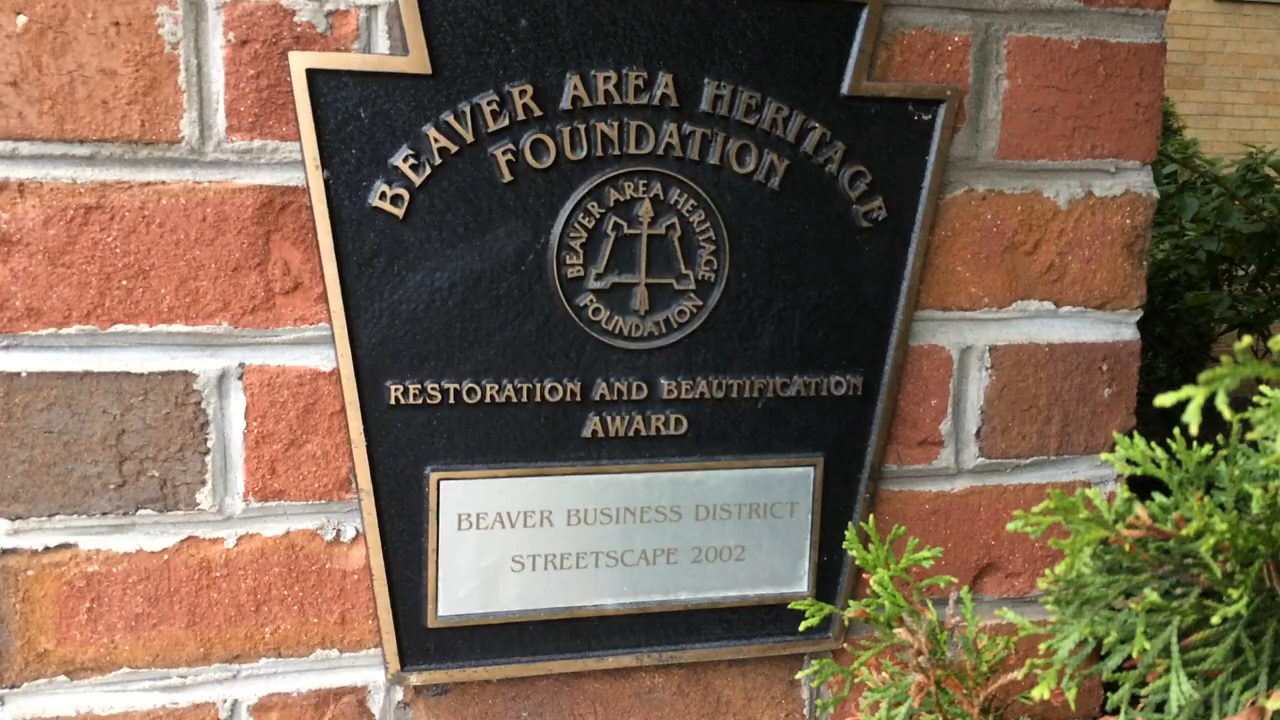 BEAVER AREA HERITAGE
FOUNDATION
BEAVER AREA HERITAGE
FOUNDATION
RESTORATION AND BEAUTIFICATION
AWARD
BEAVER BUSINESS DISTRICT
STREETSCAPE 2002